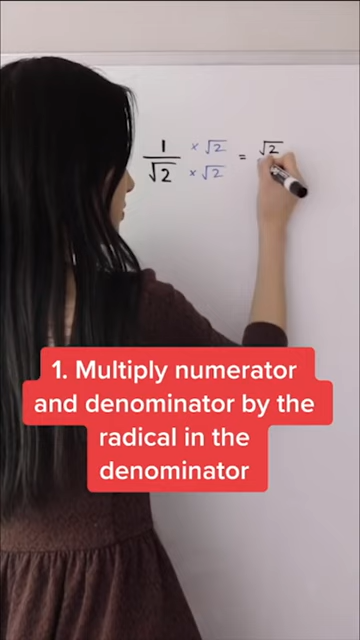 1 × √2
√2 × √2 = √2
1. Multiply numerator
and denominator by the
radical in the
denominator